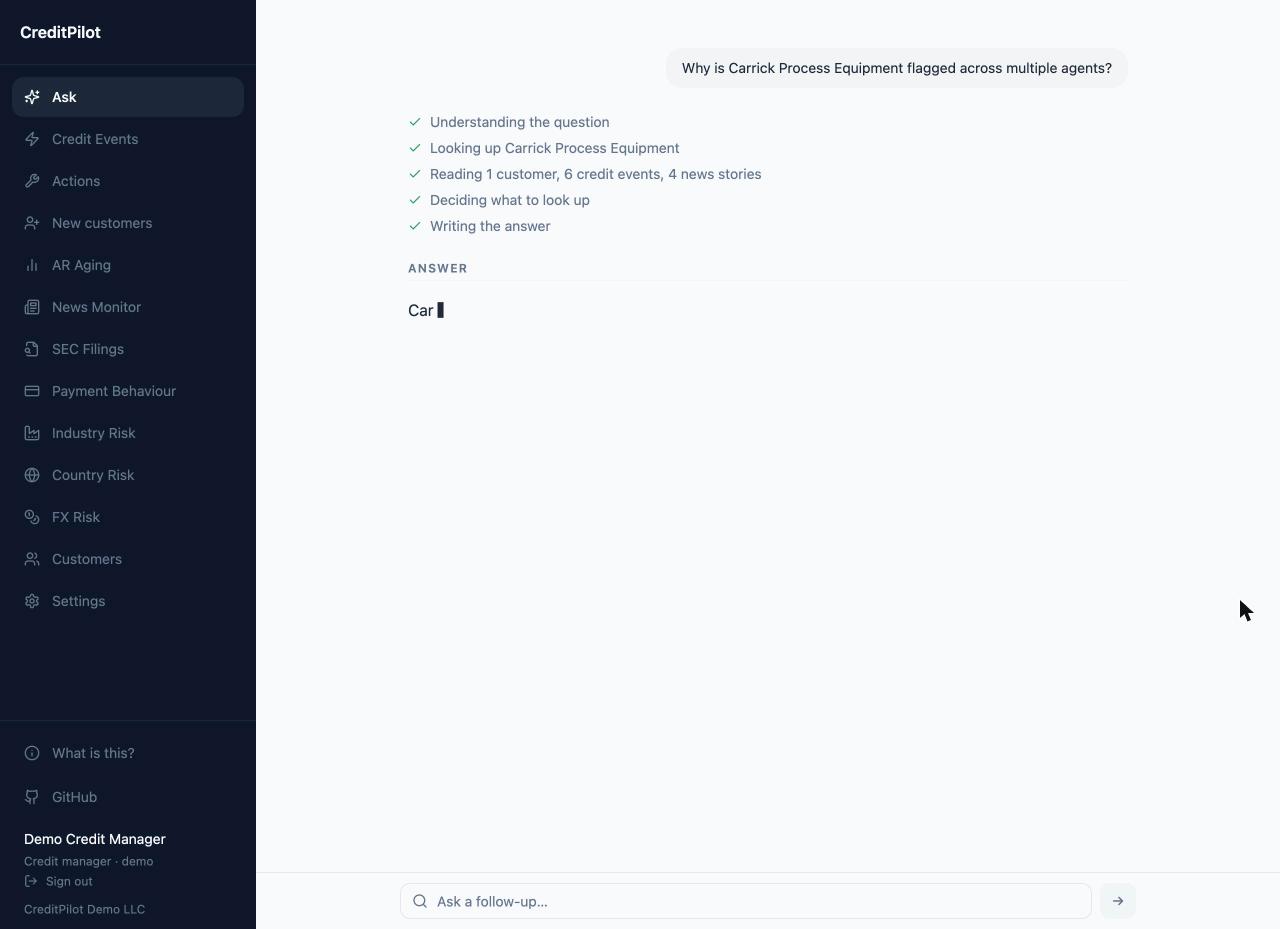 CreditPilot
Ask
Credit Events
Actions
New customers
AR Aging
News Monitor
SEC Filings
Payment Behaviour
Industry Risk
Country Risk
FX Risk
Customers
Settings
What is this?
GitHub
Demo Credit Manager
Credit manager · demo
Sign out
CreditPilot Demo LLC
Why is Carrick Process Equipment flagged across multiple agents?
Understanding the question
Looking up Carrick Process Equipment
Reading 1 customer, 6 credit events, 4 news stories
Deciding what to look up
Writing the answer
ANSWER
Car
Ask a follow-up...